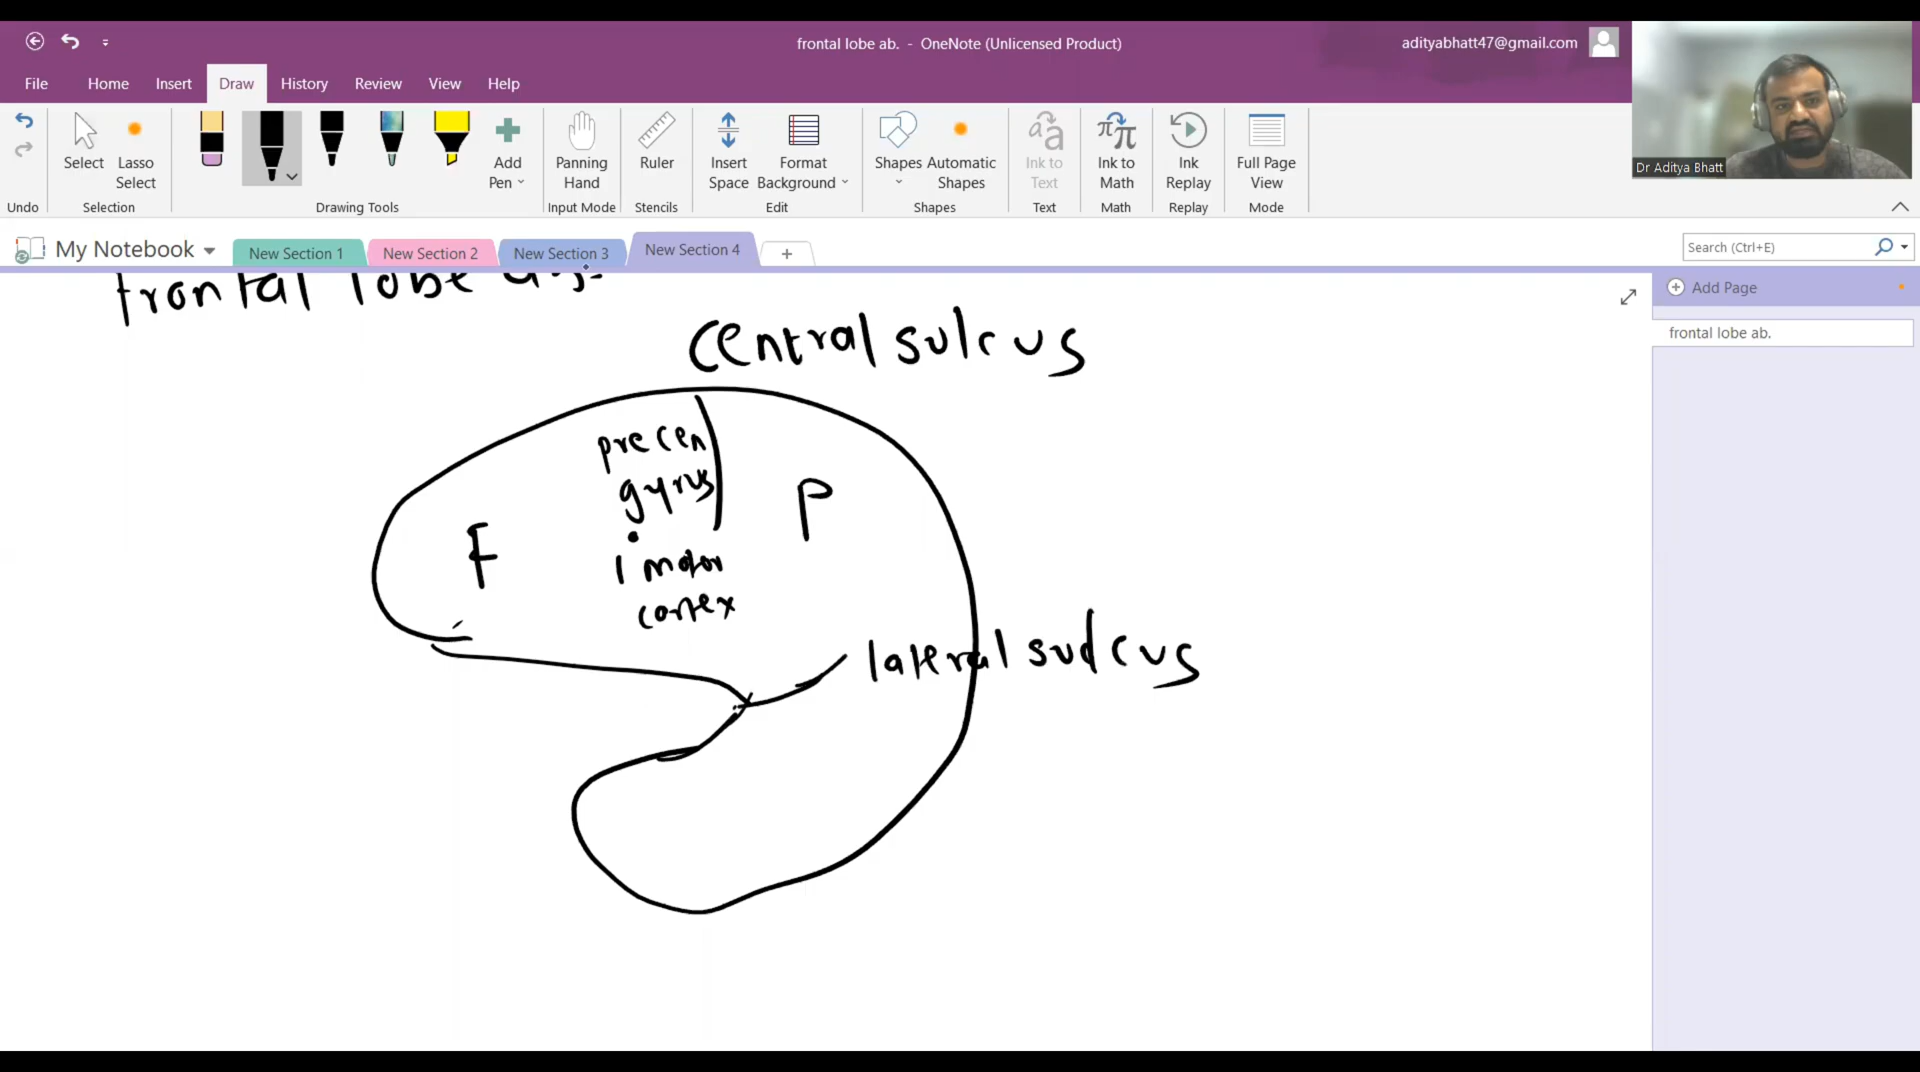 frontal lobe ab. - OneNote (Unlicensed Product)
adityabhatt47@gmail.com
File Home Insert Draw History Review View Help
Dr Aditya Bhatt
Select
Lasso Select
Add Pen
Panning Hand
Ruler
Insert Space
Format Background
Shapes
Automatic Shapes
Ink to Text
Ink to Math
Ink Replay
Full Page View
Undo Selection Drawing Tools Input Mode Stencils Edit Shapes Text Math Replay Mode
My Notebook
New Section 1
New Section 2
New Section 3
New Section 4
Search (Ctrl+E)
Add Page
frontal lobe ab.
frontal lobe
central sulcus
precen
gyrus
P
F
1 motor
cortex
lateral sulcus